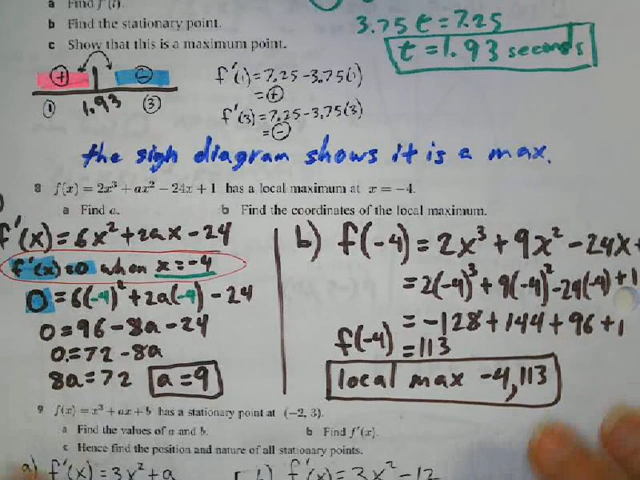 a Find f'(t).
b Find the stationary point.
c Show that this is a maximum point.
3.75 t = 7.25
t = 1.93 seconds
+ −
1 1.93 3
f'(1) = 7.25 - 3.75(1)
= +
f'(3) = 7.25 - 3.75(3)
= −
the sign diagram shows it is a max.
8 f(x) = 2x³ + ax² − 24x + 1 has a local maximum at x = −4.
a Find a. b Find the coordinates of the local maximum.
f'(x) = 6x² + 2ax - 24
f'(x) = 0 when x = -4
0 = 6(-4)² + 2a(-4) - 24
0 = 96 - 8a - 24
0 = 72 - 8a
8a = 72 a = 9
b) f(-4) = 2x³ + 9x² - 24x +
= 2(-4)³ + 9(-4)² - 24(-4) + 1
= -128 + 144 + 96 + 1
f(-4) = 113
local max -4, 113
9 f(x) = x³ + ax + b has a stationary point at (−2, 3).
a Find the values of a and b. b Find f'(x).
c Hence find the position and nature of all stationary points.
a) f'(x) = 3x² + a
b) f'(x) = 3x² - 12